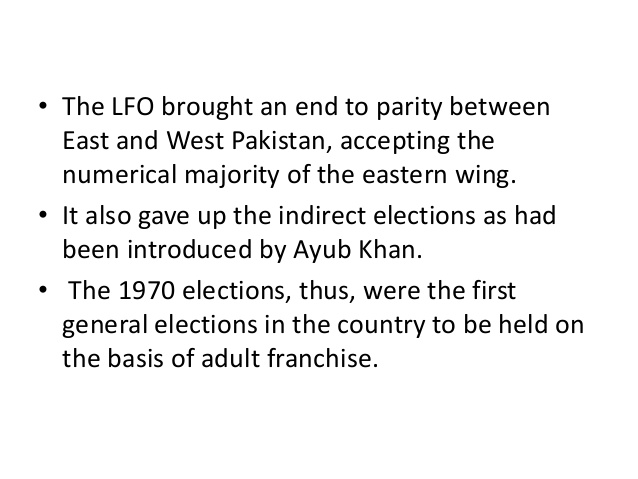 • The LFO brought an end to parity between
East and West Pakistan, accepting the
numerical majority of the eastern wing.
• It also gave up the indirect elections as had
been introduced by Ayub Khan.
• The 1970 elections, thus, were the first
general elections in the country to be held on
the basis of adult franchise.